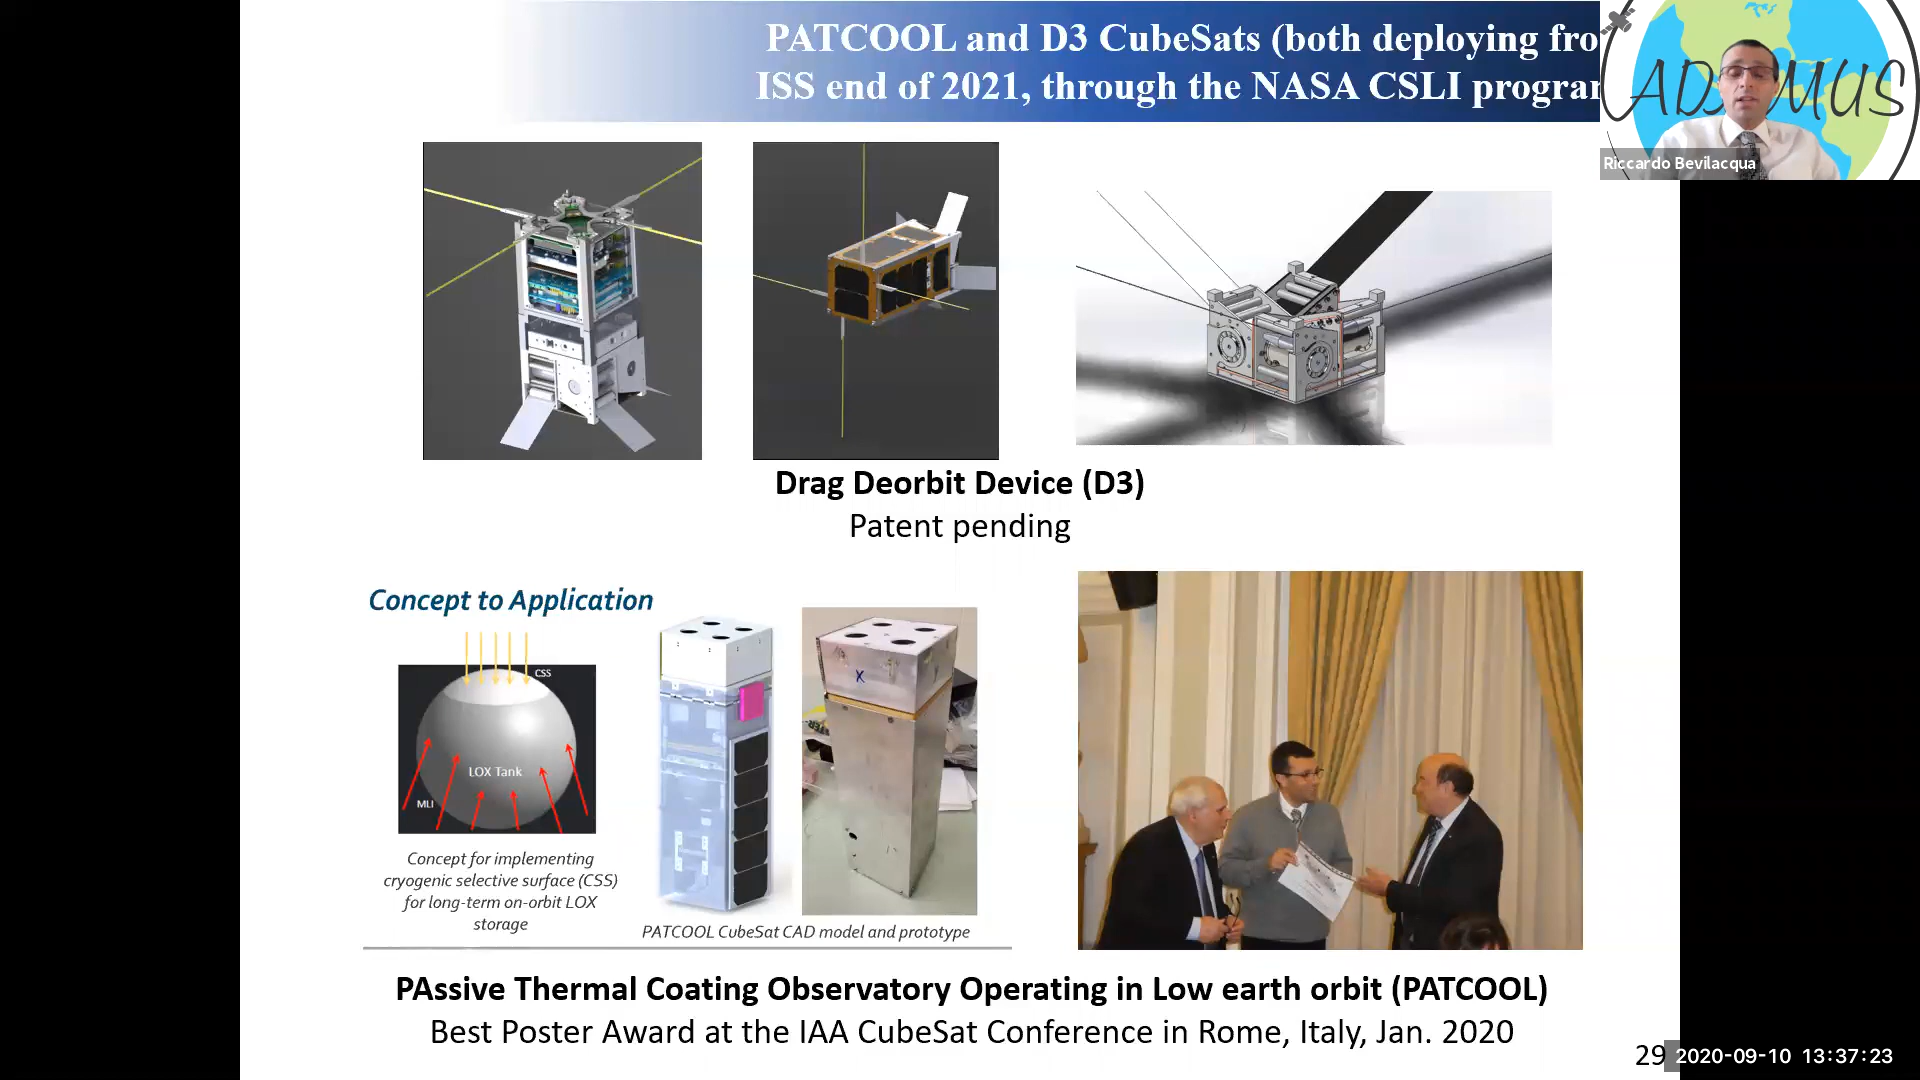 PATCOOL and D3 CubeSats (both deploying fro
ISS end of 2021, through the NASA CSLI progra
ADAMUS
Riccardo Bevilacqua
Drag Deorbit Device (D3)
Patent pending
Concept to Application
CSS
LOX Tank
MLI
Concept for implementing
cryogenic selective surface (CSS)
for long-term on-orbit LOX
storage
X
PATCOOL CubeSat CAD model and prototype
PAssive Thermal Coating Observatory Operating in Low earth orbit (PATCOOL)
Best Poster Award at the IAA CubeSat Conference in Rome, Italy, Jan. 2020
29
2020-09-10 13:37:23